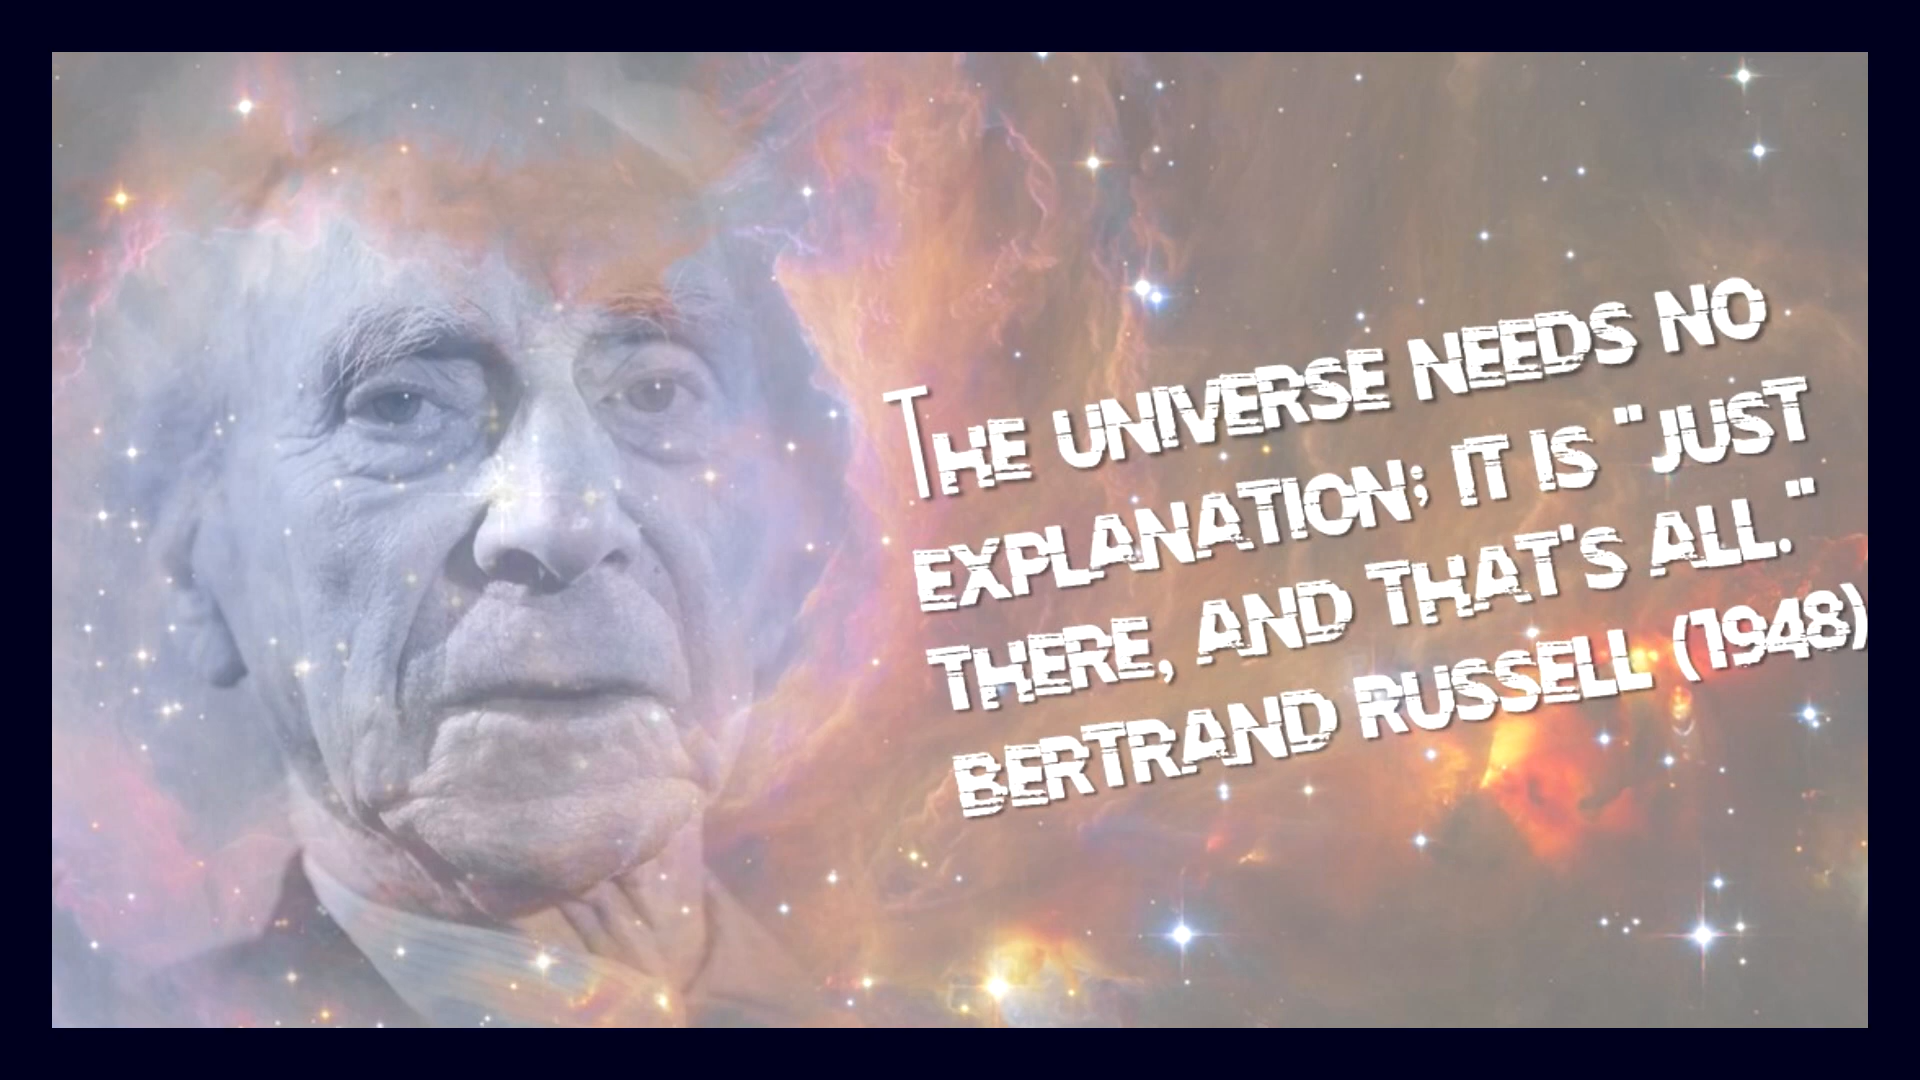 The universe needs no
explanation; it is "just
there, and that's all."
Bertrand Russell (1948)